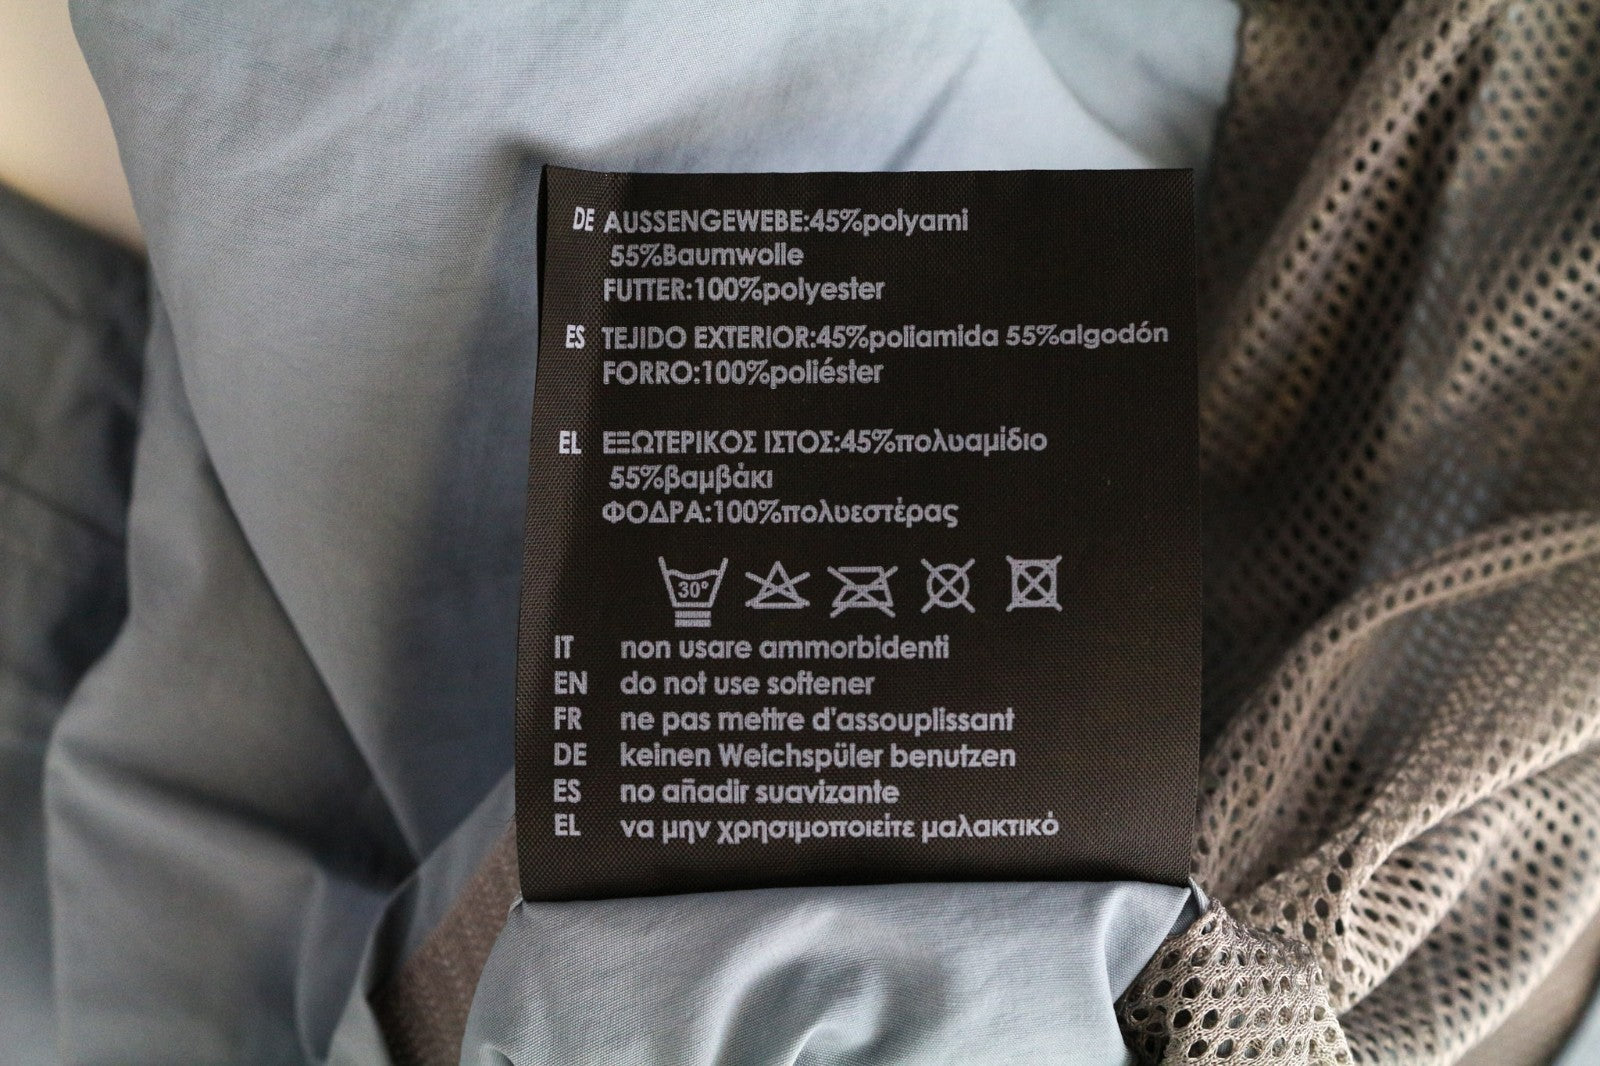 DE AUSSENGEWEBE:45%polyami
55%Baumwolle
FUTTER:100%polyester
ES TEJIDO EXTERIOR:45%poliamida 55%algodón
FORRO:100%poliéster
EL ΕΞΩΤΕΡΙΚΟΣ ΙΣΤΟΣ:45%πολυαμίδιο
55%βαμβάκι
ΦΟΔΡΑ:100%πολυεστέρας
30°
IT non usare ammorbidenti
EN do not use softener
FR ne pas mettre d'assouplissant
DE keinen Weichspüler benutzen
ES no añadir suavizante
EL να μην χρησιμοποιείτε μαλακτικό